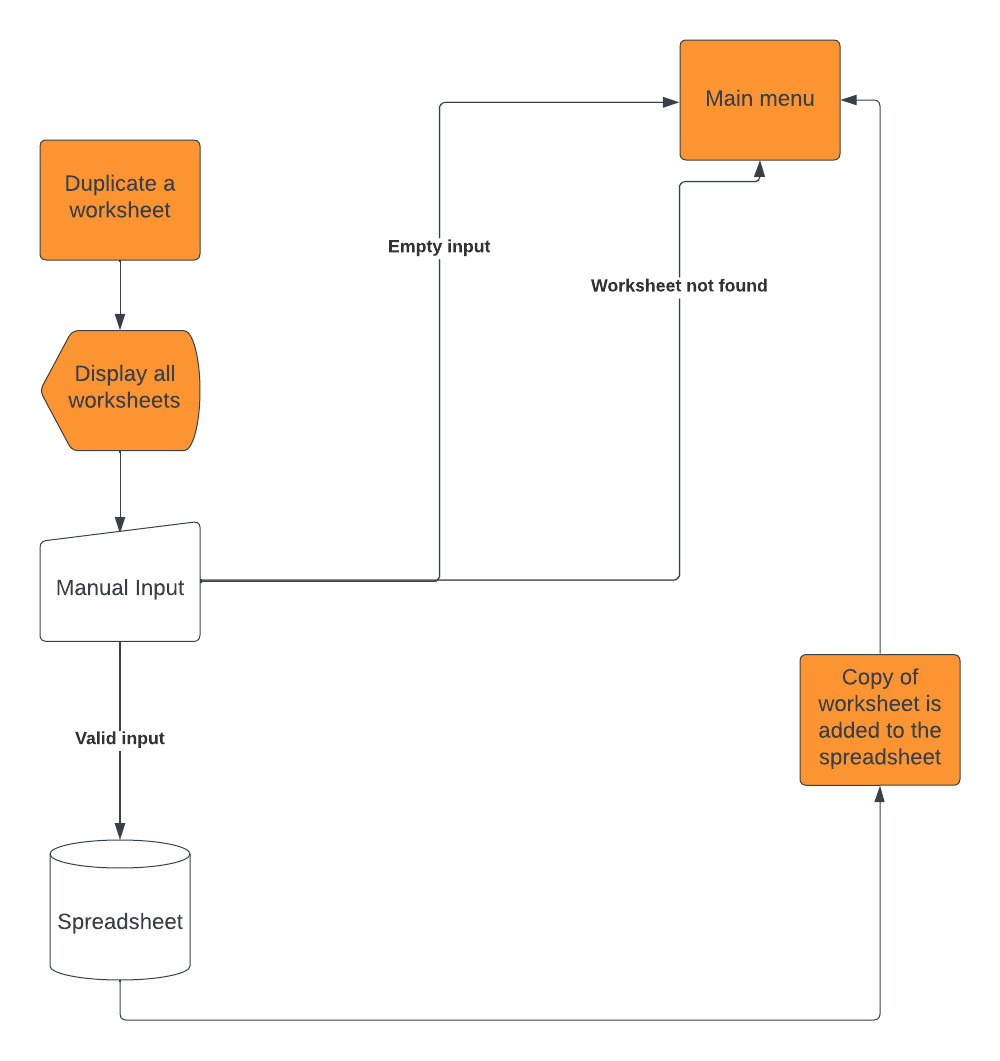 Main menu
Duplicate a
worksheet
Empty input
Worksheet not found
Display all
worksheets
Manual Input
Copy of
worksheet is
added to the
spreadsheet
Valid input
Spreadsheet